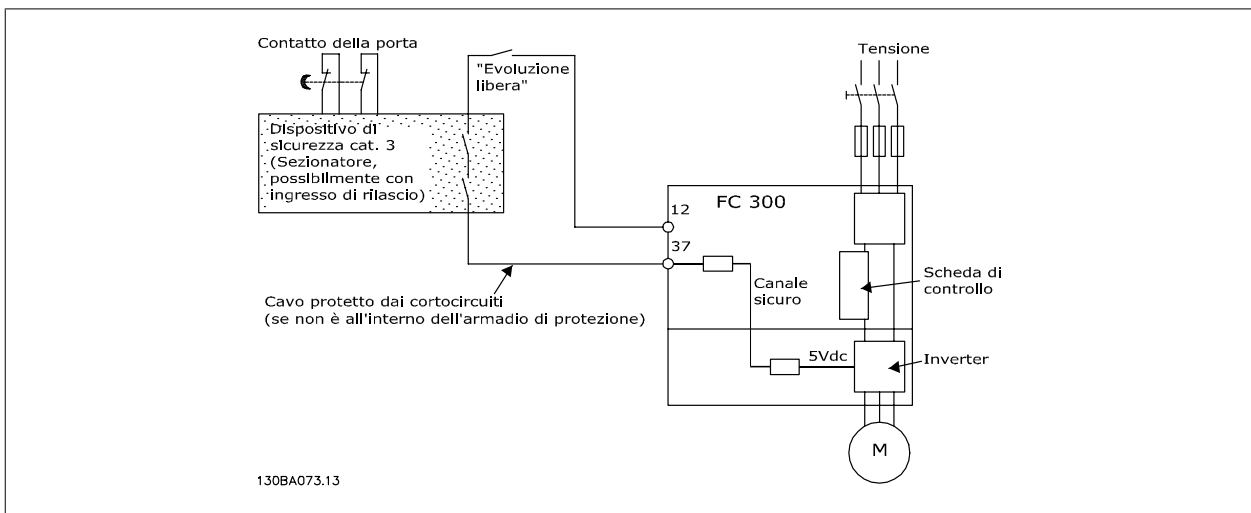 Contatto della porta
"Evoluzione
libera"
Tensione
Dispositivo di
sicurezza cat. 3
(Sezionatore,
possibilmente con
ingresso di rilascio)
12
FC 300
37
Canale
sicuro
Scheda di
controllo
Cavo protetto dai cortocircuiti
(se non è all'interno dell'armadio di protezione)
5Vdc
Inverter
M
130BA073.13